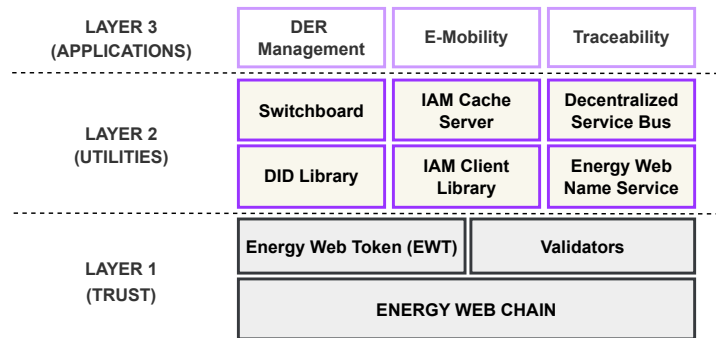 LAYER 3
(APPLICATIONS)
DER
Management
E-Mobility
Traceability
LAYER 2
(UTILITIES)
Switchboard
IAM Cache
Server
Decentralized
Service Bus
DID Library
IAM Client
Library
Energy Web
Name Service
LAYER 1
(TRUST)
Energy Web Token (EWT)
Validators
ENERGY WEB CHAIN